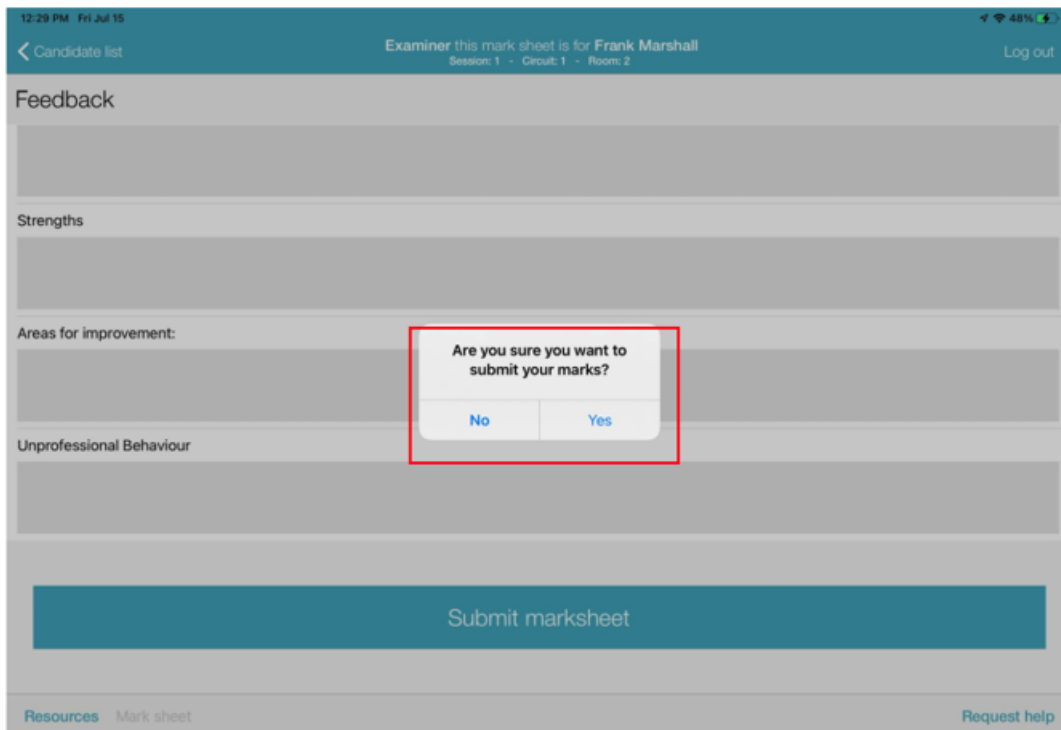 12:29 PM Fri Jul 15
48%
Candidate list
Examiner this mark sheet is for Frank Marshall
Log out
Session: 1 - Circuit: 1 - Room: 2
Feedback
Strengths
Areas for improvement:
Are you sure you want to
submit your marks?
No
Yes
Unprofessional Behaviour
Submit marksheet
Resources
Mark sheet
Request help